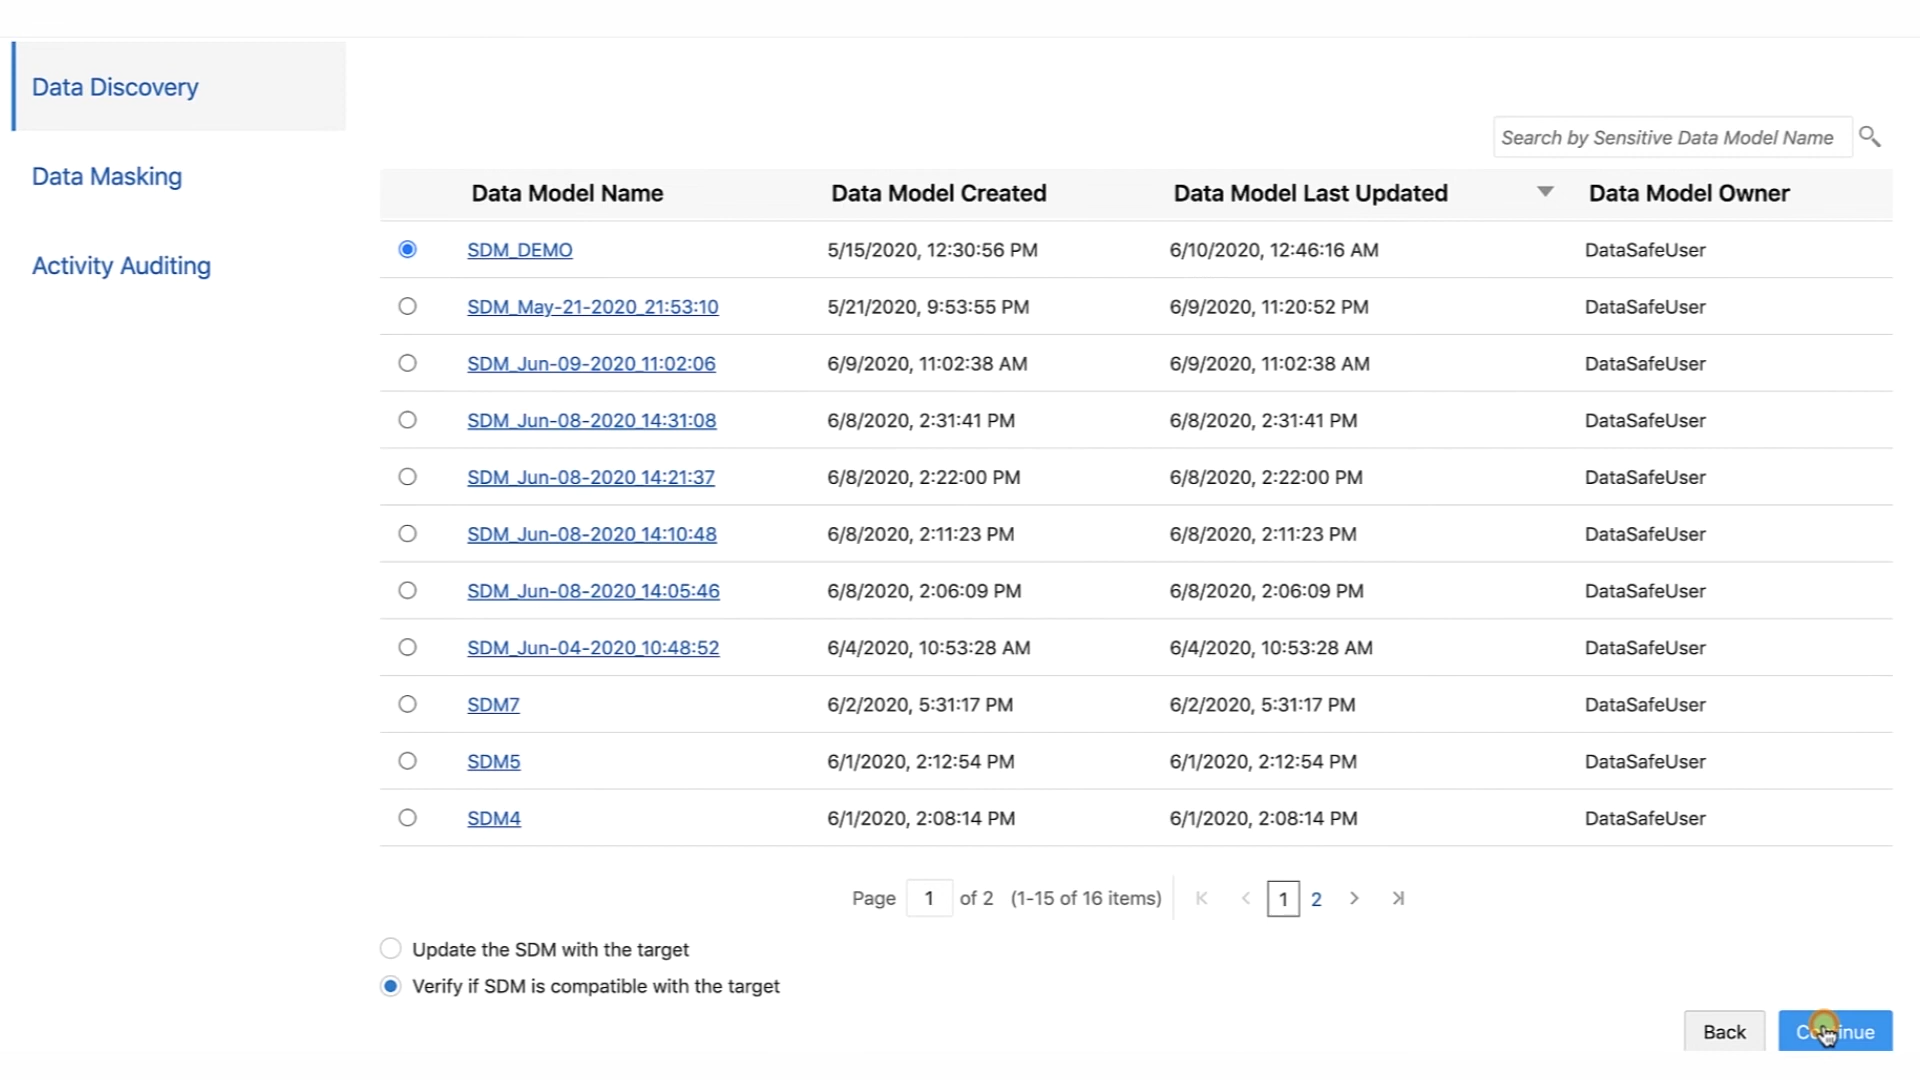 Data Discovery
Data Masking
Activity Auditing
Search by Sensitive Data Model Name
Data Model Name Data Model Created Data Model Last Updated Data Model Owner
SDM_DEMO 5/15/2020, 12:30:56 PM 6/10/2020, 12:46:16 AM DataSafeUser
SDM_May-21-2020_21:53:10 5/21/2020, 9:53:55 PM 6/9/2020, 11:20:52 PM DataSafeUser
SDM_Jun-09-2020_11:02:06 6/9/2020, 11:02:38 AM 6/9/2020, 11:02:38 AM DataSafeUser
SDM_Jun-08-2020_14:31:08 6/8/2020, 2:31:41 PM 6/8/2020, 2:31:41 PM DataSafeUser
SDM_Jun-08-2020_14:21:37 6/8/2020, 2:22:00 PM 6/8/2020, 2:22:00 PM DataSafeUser
SDM_Jun-08-2020_14:10:48 6/8/2020, 2:11:23 PM 6/8/2020, 2:11:23 PM DataSafeUser
SDM_Jun-08-2020_14:05:46 6/8/2020, 2:06:09 PM 6/8/2020, 2:06:09 PM DataSafeUser
SDM_Jun-04-2020_10:48:52 6/4/2020, 10:53:28 AM 6/4/2020, 10:53:28 AM DataSafeUser
SDM7 6/2/2020, 5:31:17 PM 6/2/2020, 5:31:17 PM DataSafeUser
SDM5 6/1/2020, 2:12:54 PM 6/1/2020, 2:12:54 PM DataSafeUser
SDM4 6/1/2020, 2:08:14 PM 6/1/2020, 2:08:14 PM DataSafeUser
Page 1 of 2 (1-15 of 16 items) 1 2
Update the SDM with the target
Verify if SDM is compatible with the target
Back Continue